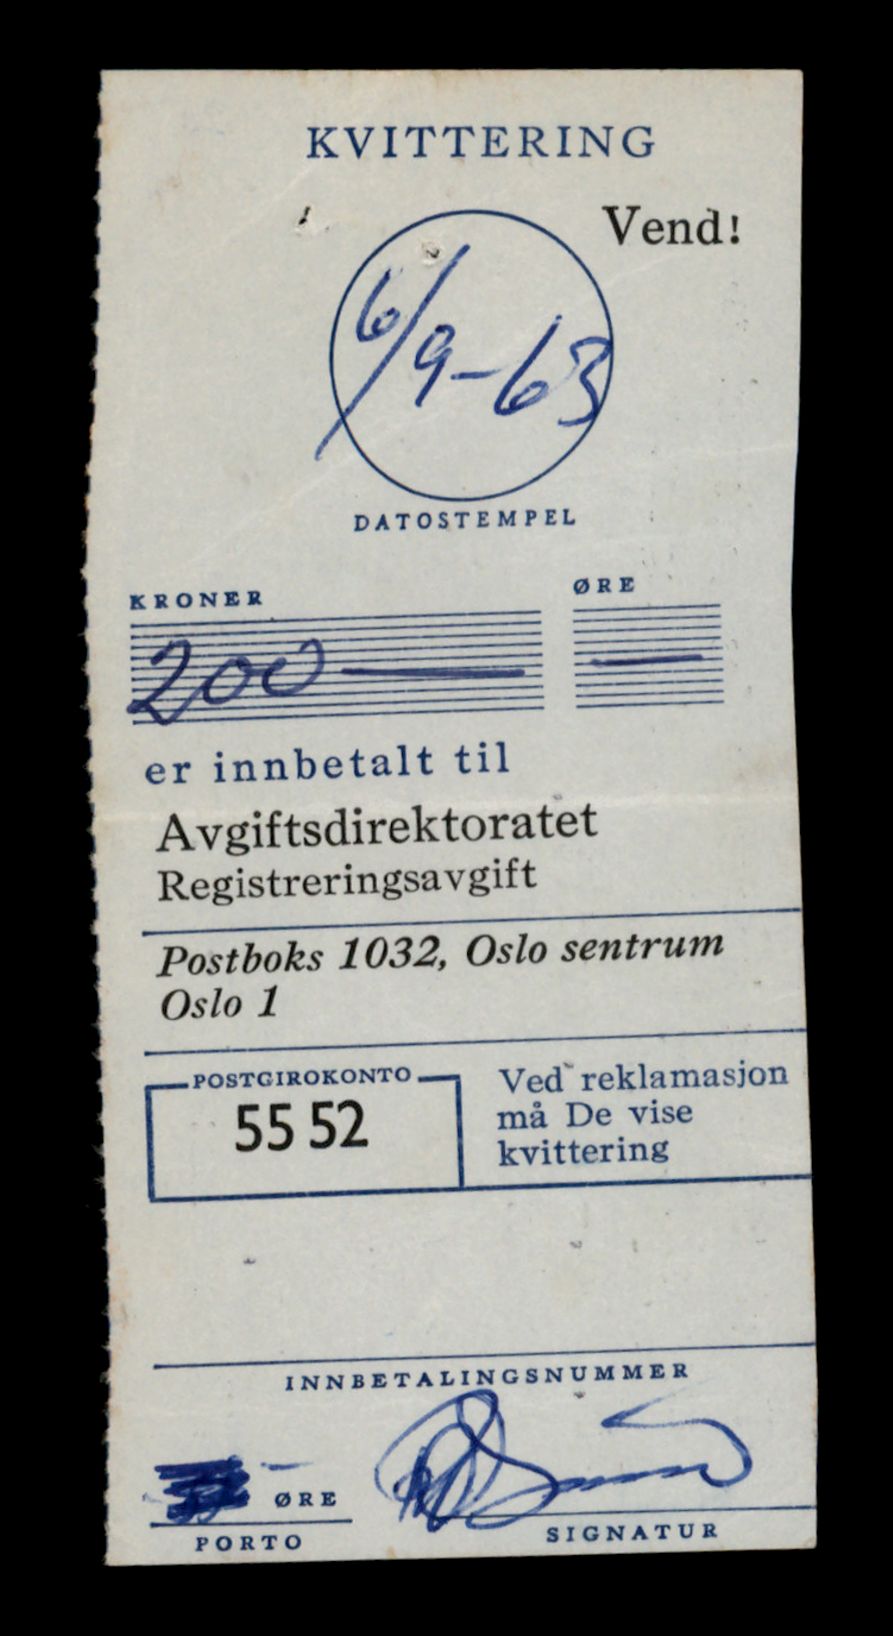 KVITTERING
Vend!
6/9-63
DATOSTEMPEL
KRONER ØRE
200 — —
er innbetalt til
Avgiftsdirektoratet
Registreringsavgift
Postboks 1032, Oslo sentrum
Oslo 1
POSTGIROKONTO
55 52
Ved reklamasjon
må De vise
kvittering
INNBETALINGSNUMMER
ØRE
PORTO
SIGNATUR